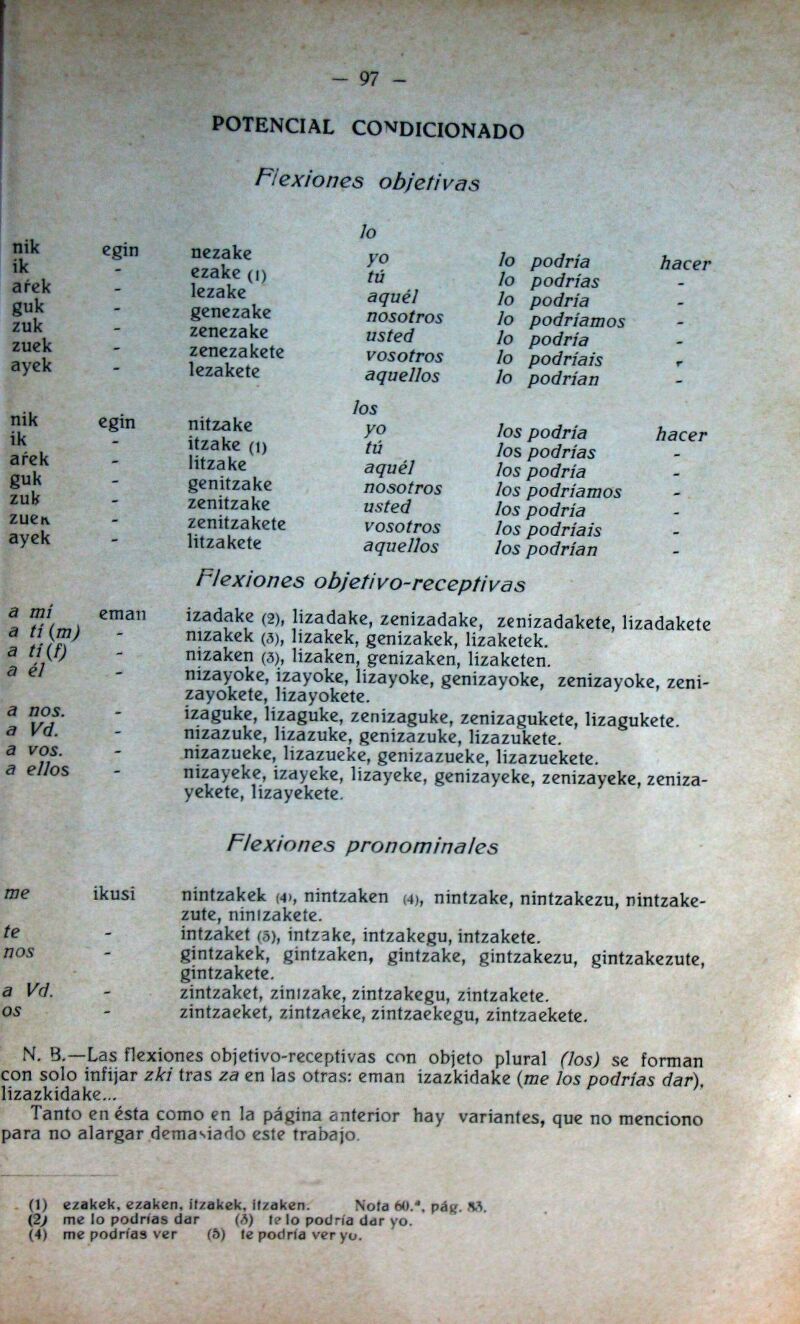 — 97 -
POTENCIAL CONDICIONADO
Flexiones objetivas
lo
nik egin nezake yo lo podría hacer
ik - ezake (1) tú lo podrías -
ar̃ek - lezake aquél lo podría -
guk - genezake nosotros lo podríamos -
zuk - zenezake usted lo podría -
zuek - zenezakete vosotros lo podríais -
ayek - lezakete aquellos lo podrían -
los
nik egin nitzake yo los podría hacer
ik - itzake (1) tú los podrías -
ar̃ek - litzake aquél los podría -
guk - genitzake nosotros los podríamos -
zuk - zenitzake usted los podría -
zuek - zenitzakete vosotros los podríais -
ayek - litzakete aquellos los podrían -
Flexiones objetivo-receptivas
a mí eman izadake (2), lizadake, zenizadake, zenizadakete, lizadakete
a ti (m) - nizakek (3), lizakek, genizakek, lizaketek.
a ti (f) - nizaken (3), lizaken, genizaken, lizaketen.
a él - nizayoke, izayoke, lizayoke, genizayoke, zenizayoke, zeni-
zayokete, lizayokete.
a nos. - izaguke, lizaguke, zenizaguke, zenizagukete, lizagukete.
a Vd. - nizazuke, lizazuke, genizazuke, lizazukete.
a vos. - nizazueke, lizazueke, genizazueke, lizazuekete.
a ellos - nizayeke, izayeke, lizayeke, genizayeke, zenizayeke, zeniza-
yekete, lizayekete.
Flexiones pronominales
me ikusi nintzakek (4), nintzaken (4), nintzake, nintzakezu, nintzake-
zute, nintzakete.
te - intzaket (5), intzake, intzakegu, intzakete.
nos - gintzakek, gintzaken, gintzake, gintzakezu, gintzakezute,
gintzakete.
a Vd. - zintzaket, zintzake, zintzakegu, zintzakete.
os - zintzaeket, zintzaeke, zintzaekegu, zintzaekete.
N. B.—Las flexiones objetivo-receptivas con objeto plural (los) se forman
con solo infijar zki tras za en las otras: eman izazkidake (me los podrías dar),
lizazkidake...
Tanto en ésta como en la página anterior hay variantes, que no menciono
para no alargar demasiado este trabajo.
(1) ezakek, ezaken, itzakek, itzaken. Nota 60.ª, pág. 83.
(2) me lo podrías dar (3) te lo podría dar yo.
(4) me podrías ver (5) te podría ver yo.